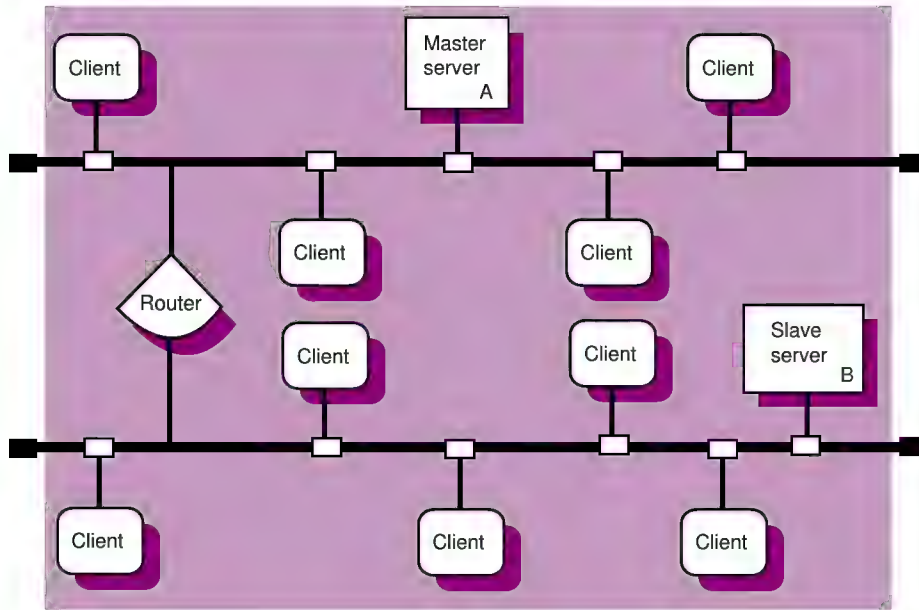 Client
Master
server
A
Client
Client
Client
Router
Client
Client
Slave
server
B
Client
Client
Client